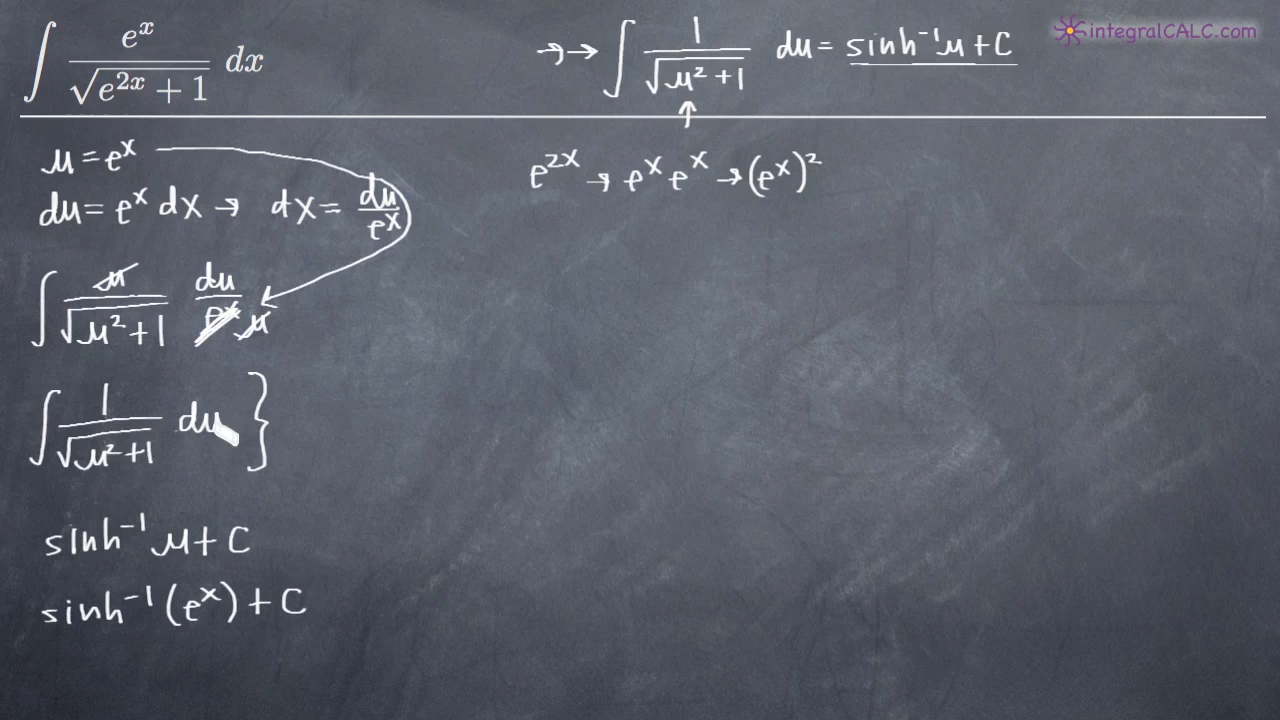 ∫ e^x / √(e^{2x} + 1) dx
→→ ∫ 1 / √(u² + 1) du = sinh⁻¹u + C
integralCALC.com
u = e^x
du = e^x dx → dx = du / e^x
e^{2x} → e^x e^x → (e^x)²
∫ u / √(u² + 1) du / e^x u
∫ 1 / √(u² + 1) du }
sinh⁻¹ u + C
sinh⁻¹ (e^x) + C